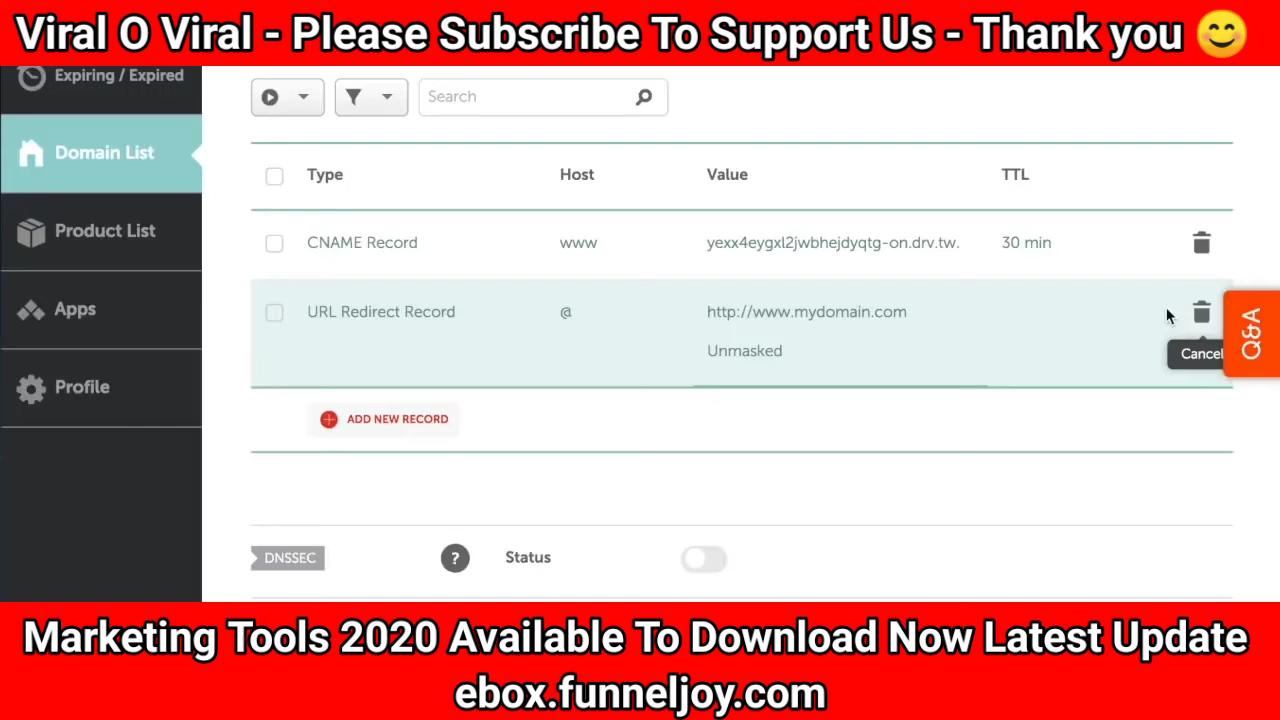 Viral O Viral - Please Subscribe To Support Us - Thank you 😊
Expiring / Expired
Domain List
Product List
Apps
Profile
Search
Type Host Value TTL
CNAME Record www yexx4eygxl2jwbhejdyqtg-on.drv.tw. 30 min
URL Redirect Record @ http://www.mydomain.com
Unmasked
Cancel
Q&A
ADD NEW RECORD
DNSSEC ? Status
Marketing Tools 2020 Available To Download Now Latest Update
ebox.funneljoy.com